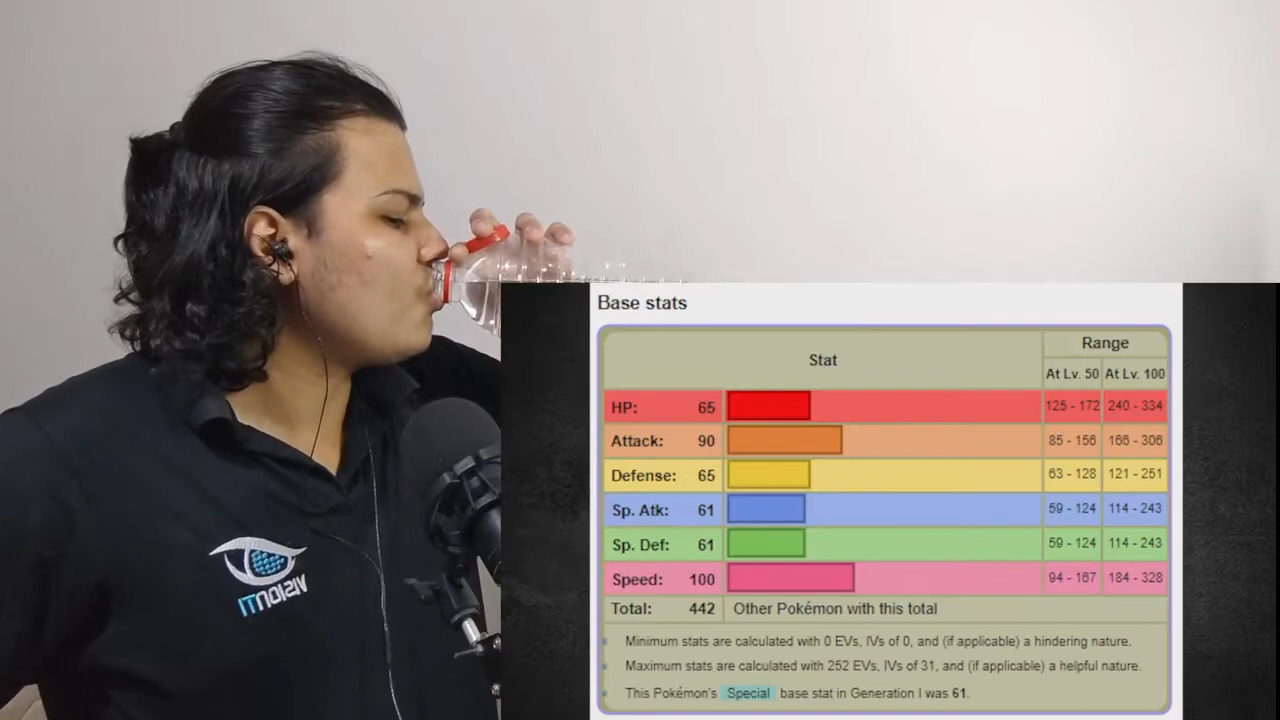 Base stats
Stat
Range
At Lv. 50 At Lv. 100
HP: 65 125 - 172 240 - 334
Attack: 90 85 - 156 166 - 306
Defense: 65 63 - 128 121 - 251
Sp. Atk: 61 59 - 124 114 - 243
Sp. Def: 61 59 - 124 114 - 243
Speed: 100 94 - 167 184 - 328
Total: 442 Other Pokémon with this total
Minimum stats are calculated with 0 EVs, IVs of 0, and (if applicable) a hindering nature.
Maximum stats are calculated with 252 EVs, IVs of 31, and (if applicable) a helpful nature.
This Pokémon's Special base stat in Generation I was 61.
VISIONTI